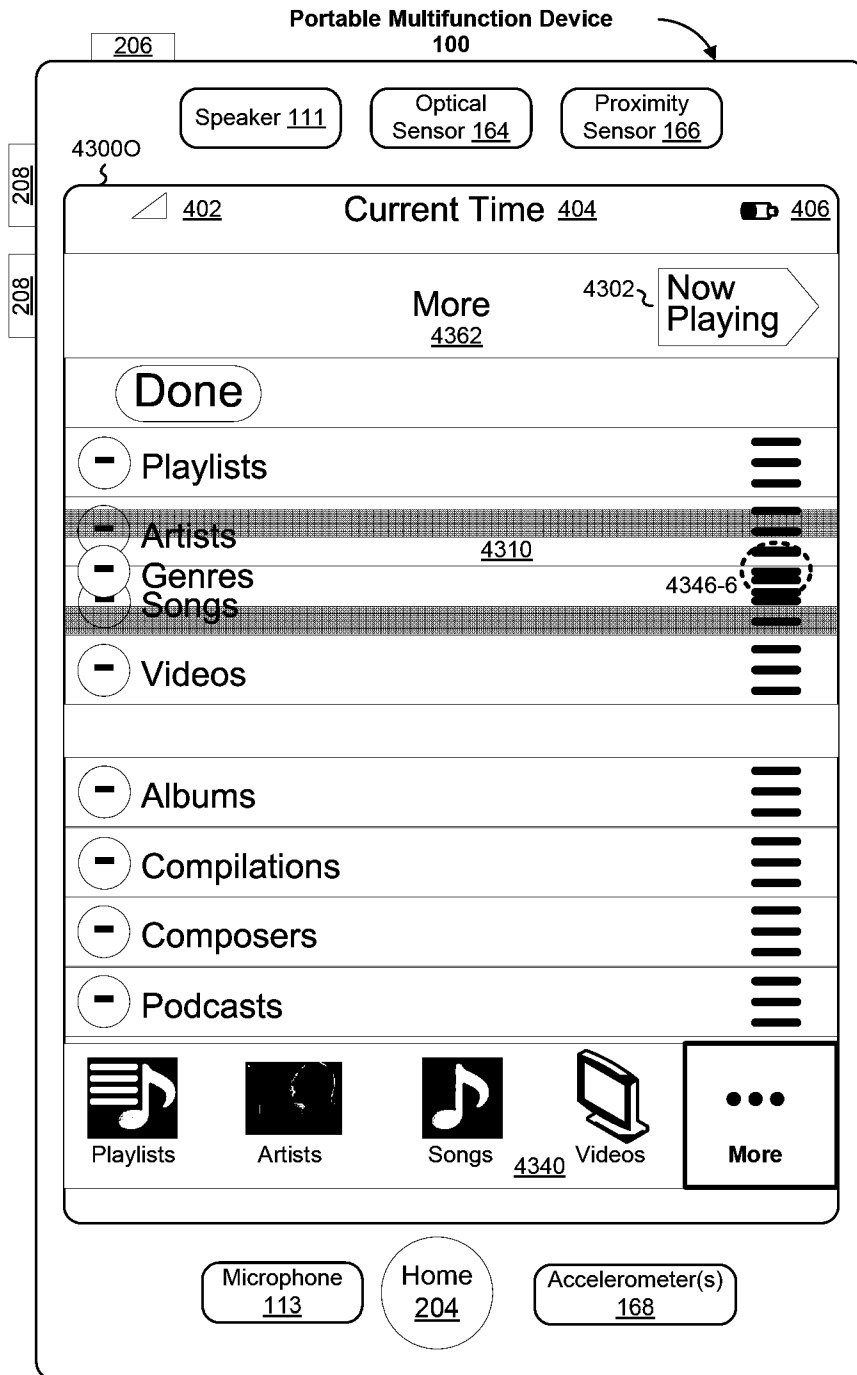 Portable Multifunction Device
100
206
Speaker 111
Optical
Sensor 164
Proximity
Sensor 166
4300O
208
208
402
Current Time 404
406
More
4362
4302
Now
Playing
Done
Playlists
Artists
4310
Genres
4346-6
Songs
Videos
Albums
Compilations
Composers
Podcasts
Playlists
Artists
Songs
4340
Videos
More
Microphone
113
Home
204
Accelerometer(s)
168